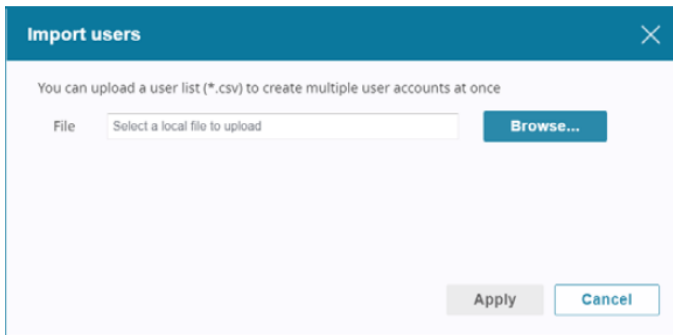 Import users
You can upload a user list (*.csv) to create multiple user accounts at once
File Select a local file to upload Browse...
Apply Cancel